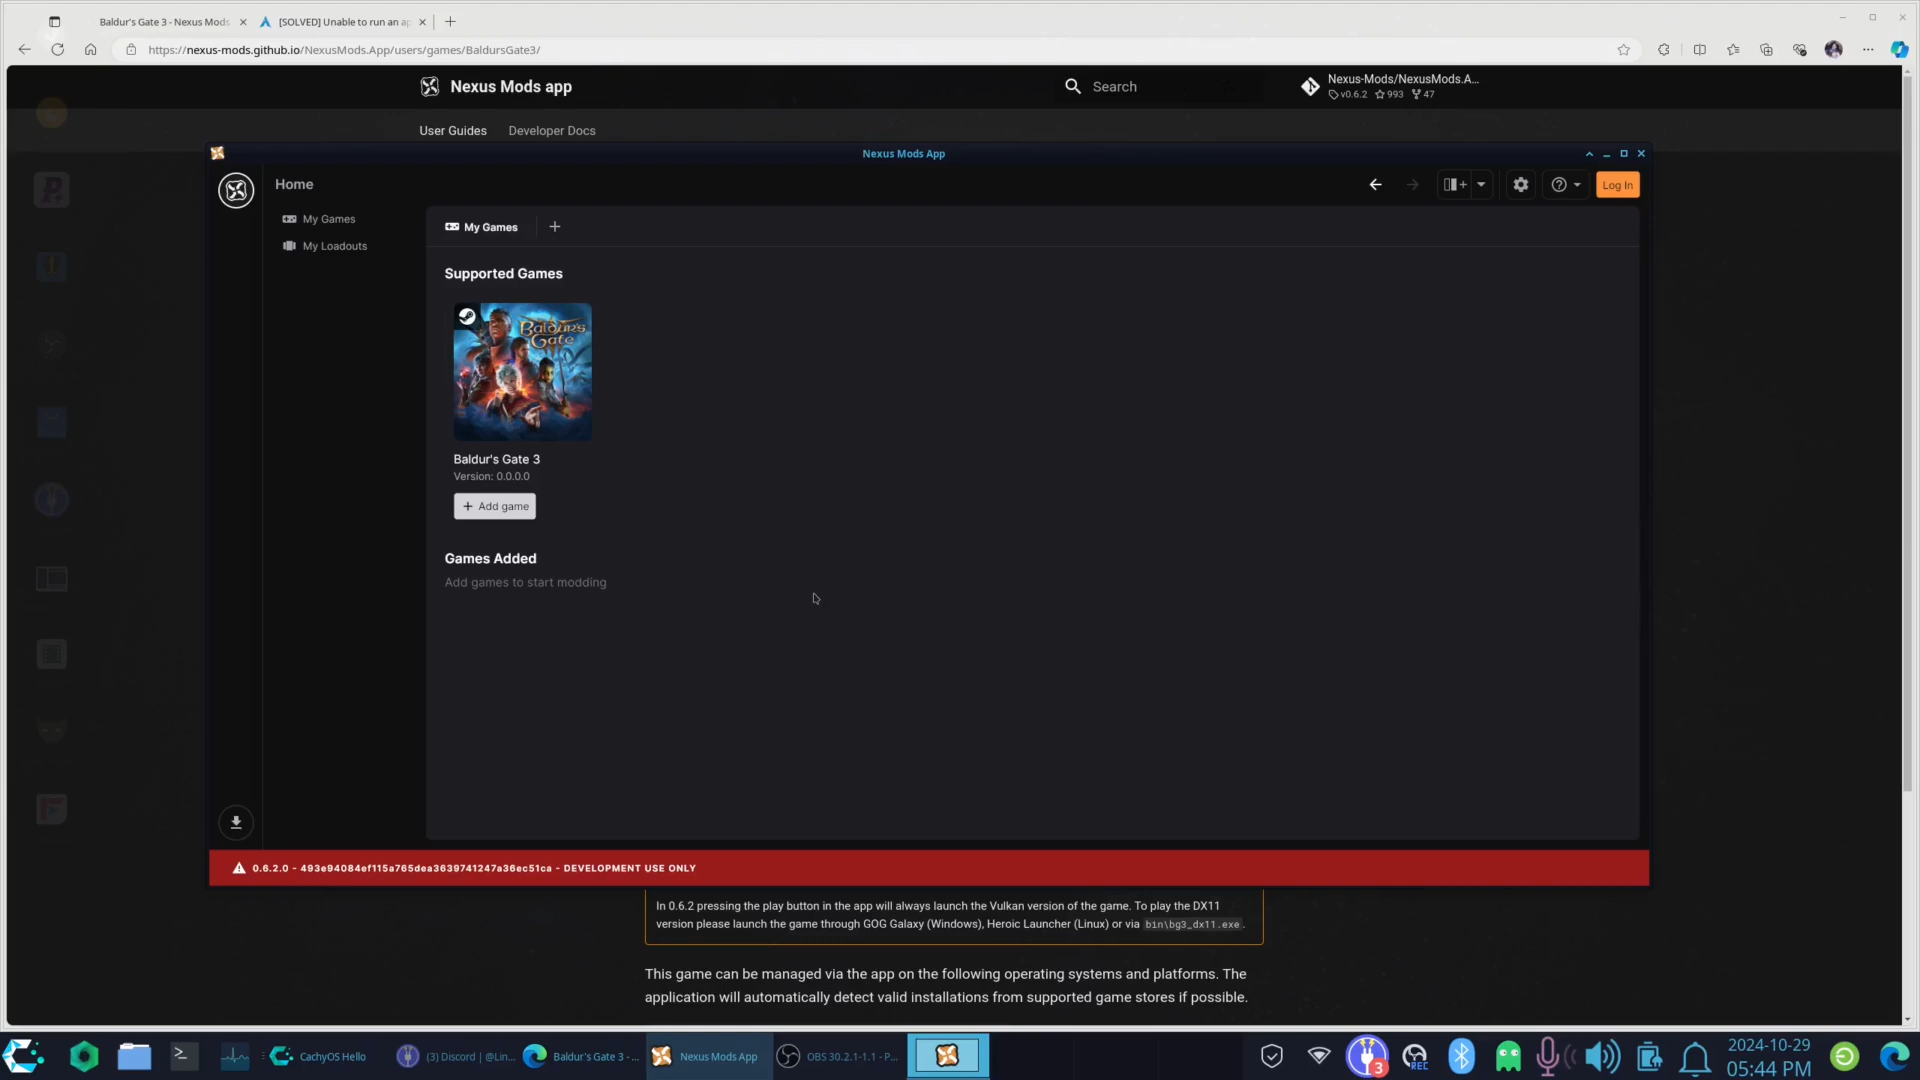 Baldur's Gate 3 - Nexus Mods
[SOLVED] Unable to run an ap
https://nexus-mods.github.io/NexusMods.App/users/games/BaldursGate3/
Nexus Mods app
Search
Nexus-Mods/NexusMods.A...
v0.6.2 993 47
User Guides
Developer Docs
Nexus Mods App
Home
Log In
My Games
My Loadouts
My Games
Supported Games
Baldur's Gate
Baldur's Gate 3
Version: 0.0.0.0
+ Add game
Games Added
Add games to start modding
0.6.2.0 - 493e94084ef115a765dea3639741247a36ec51ca - DEVELOPMENT USE ONLY
In 0.6.2 pressing the play button in the app will always launch the Vulkan version of the game. To play the DX11
version please launch the game through GOG Galaxy (Windows), Heroic Launcher (Linux) or via bin\bg3_dx11.exe.
This game can be managed via the app on the following operating systems and platforms. The
application will automatically detect valid installations from supported game stores if possible.
CachyOS Hello
(3) Discord | @Lin...
Baldur's Gate 3 - ...
Nexus Mods App
OBS 30.2.1-1.1 - P...
3
REC
2024-10-29
05:44 PM